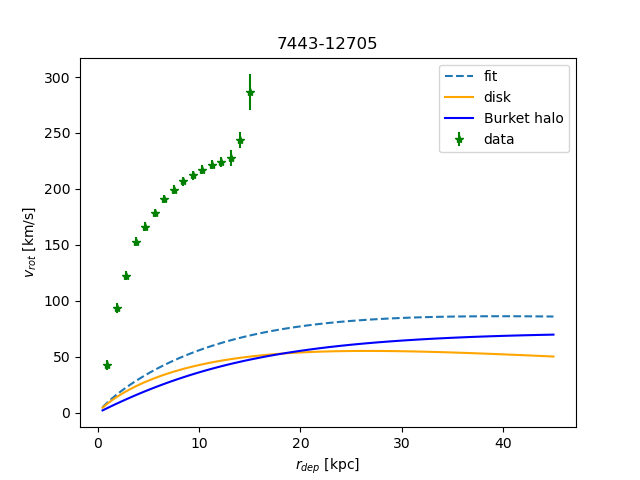 7443-12705
300
250
200
150
100
50
0
v_rot [km/s]
fit
disk
Burket halo
data
0 10 20 30 40
r_dep [kpc]